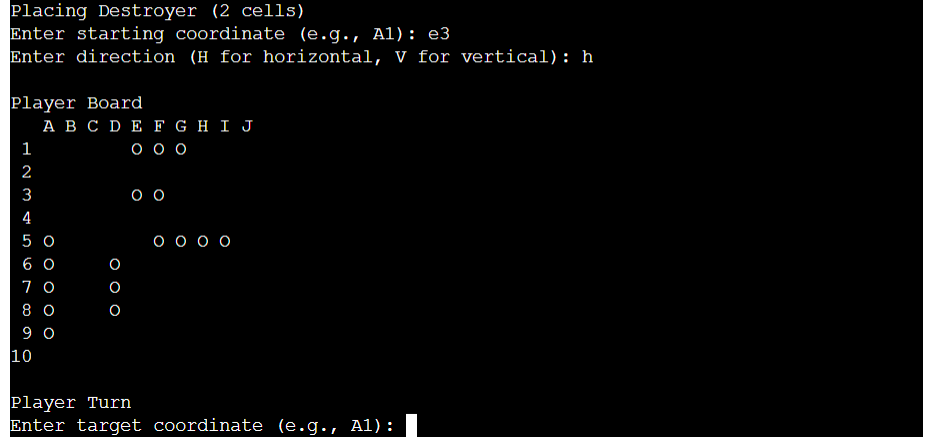 Placing Destroyer (2 cells)
Enter starting coordinate (e.g., A1): e3
Enter direction (H for horizontal, V for vertical): h

Player Board
   A B C D E F G H I J
 1         O O O
 2
 3         O O
 4
 5 O         O O O O
 6 O     O
 7 O     O
 8 O     O
 9 O
10

Player Turn
Enter target coordinate (e.g., A1):